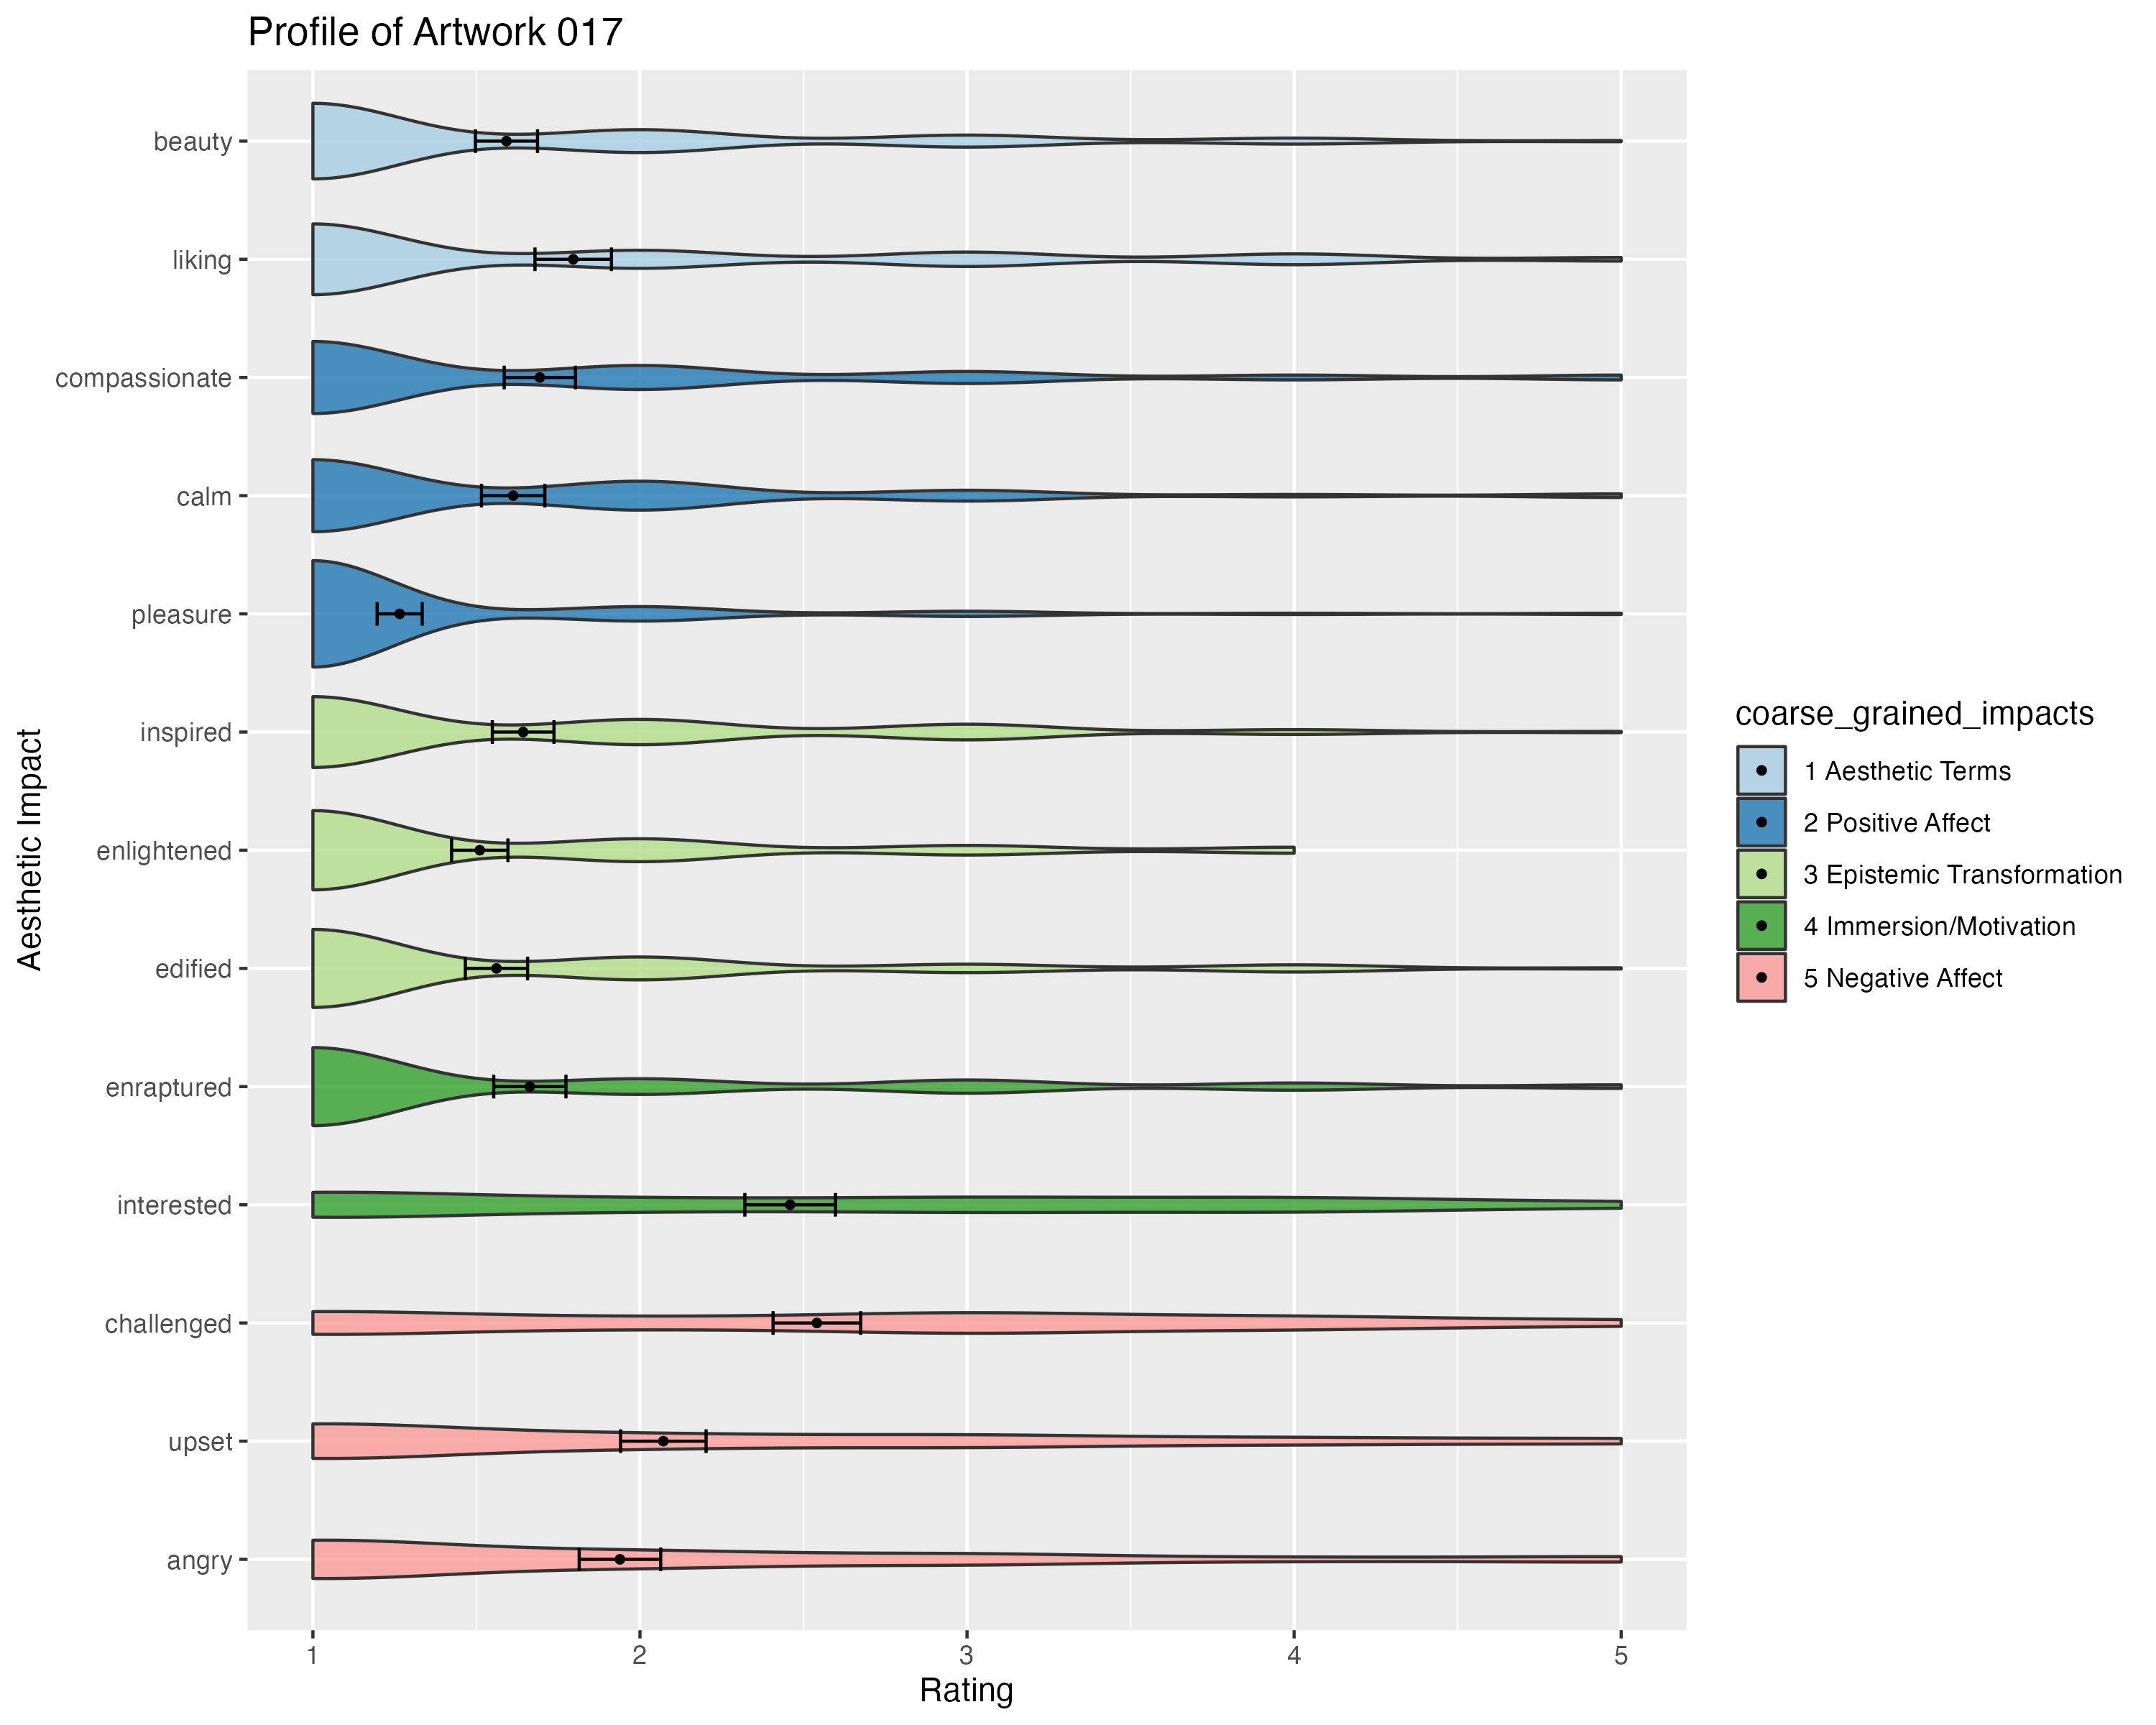 Profile of Artwork 017
Aesthetic Impact
beauty
liking
compassionate
calm
pleasure
inspired
enlightened
edified
enraptured
interested
challenged
upset
angry
1 2 3 4 5
Rating
coarse_grained_impacts
1 Aesthetic Terms
2 Positive Affect
3 Epistemic Transformation
4 Immersion/Motivation
5 Negative Affect